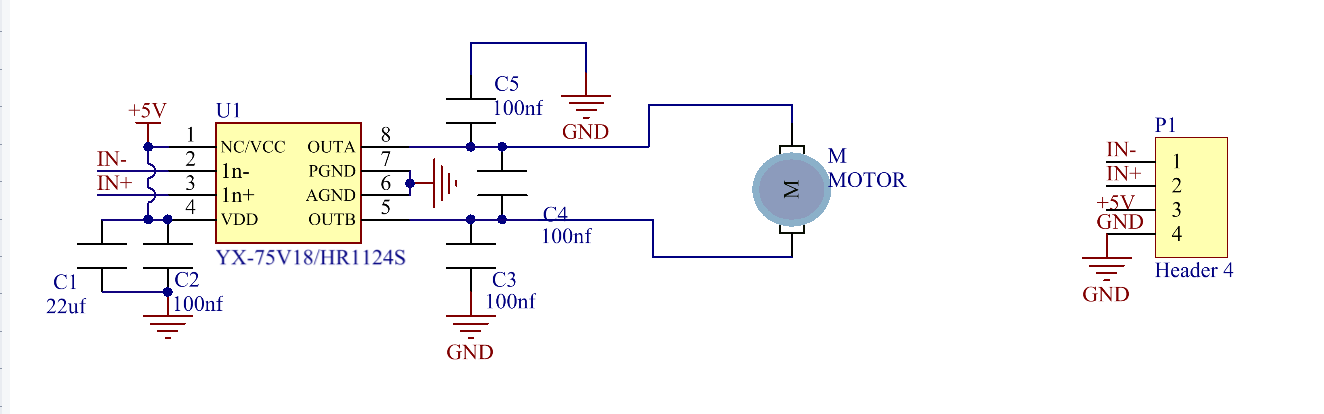 C5
100nf
GND
+5V
U1
1
NC/VCC
OUTA
8
IN-
2
1n-
PGND
7
IN+
3
1n+
AGND
6
4
VDD
OUTB
5
YX-75V18/HR1124S
C4
100nf
C1
22uf
C2
100nf
C3
100nf
GND
M
M
MOTOR
P1
IN-
1
IN+
2
+5V
3
GND
4
Header 4
GND